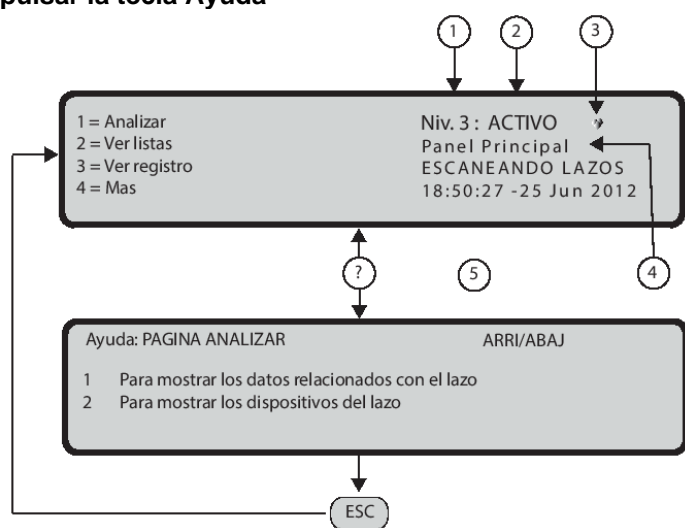 pulsar la tecla Ayuda
1 2 3
1 = Analizar
2 = Ver listas
3 = Ver registro
4 = Mas
Niv. 3 : ACTIVO
Panel Principal
ESCANEANDO LAZOS
18:50:27 -25 Jun 2012
? 5 4
Ayuda: PAGINA ANALIZAR ARRI/ABAJ
1 Para mostrar los datos relacionados con el lazo
2 Para mostrar los dispositivos del lazo
ESC